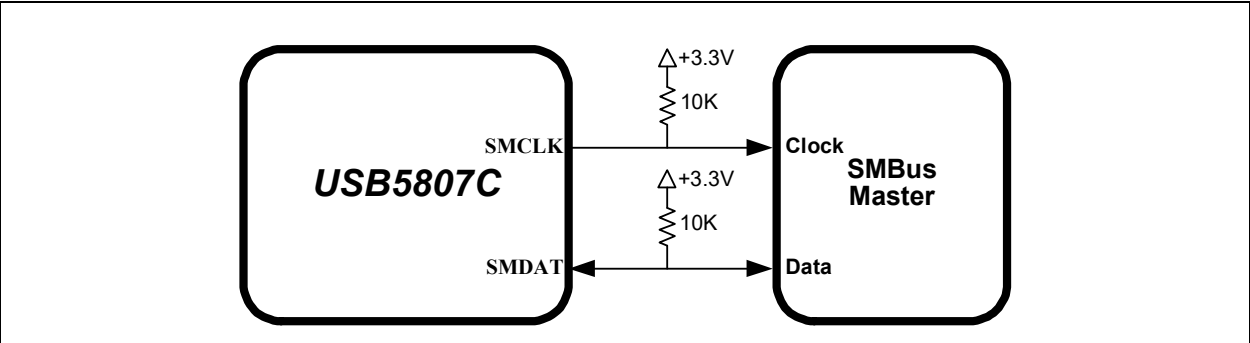 +3.3V
10K
SMCLK
Clock
USB5807C
SMBus
Master
+3.3V
10K
SMDAT
Data